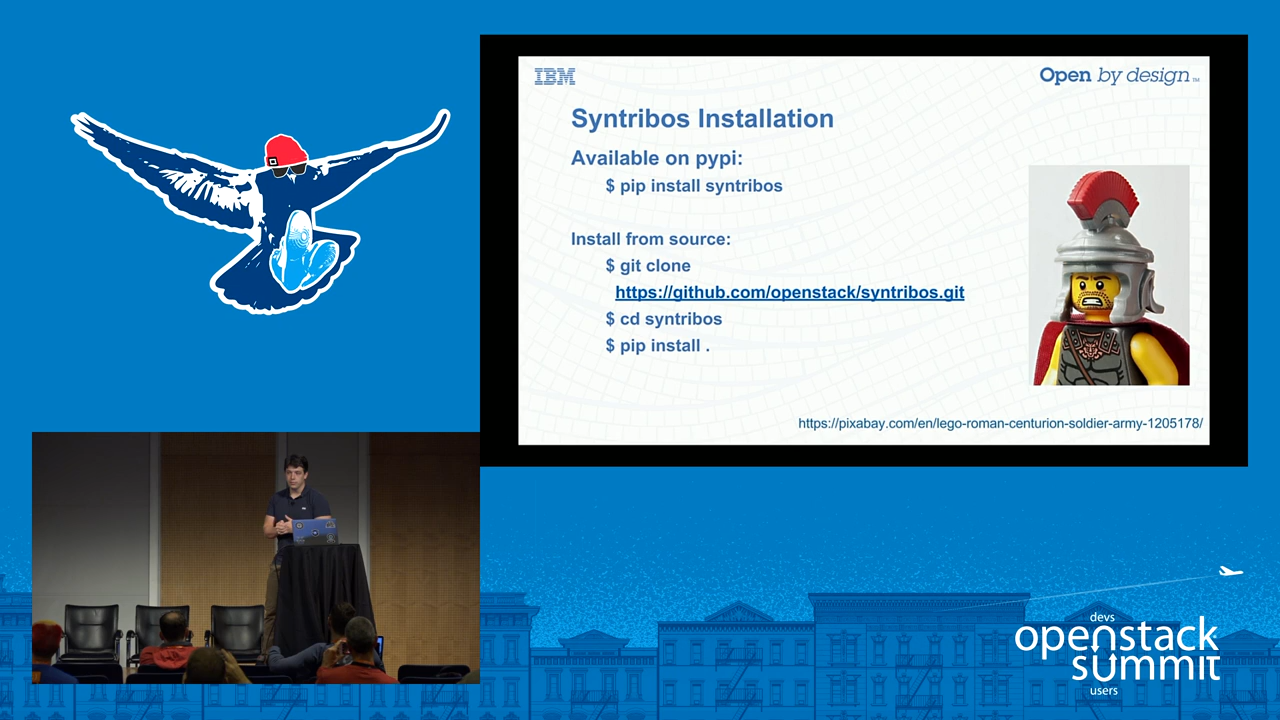 IBM
Open by design™
Syntribos Installation
Available on pypi:
$ pip install syntribos
Install from source:
$ git clone
https://github.com/openstack/syntribos.git
$ cd syntribos
$ pip install .
https://pixabay.com/en/lego-roman-centurion-soldier-army-1205178/
devs
openstack
summit
users